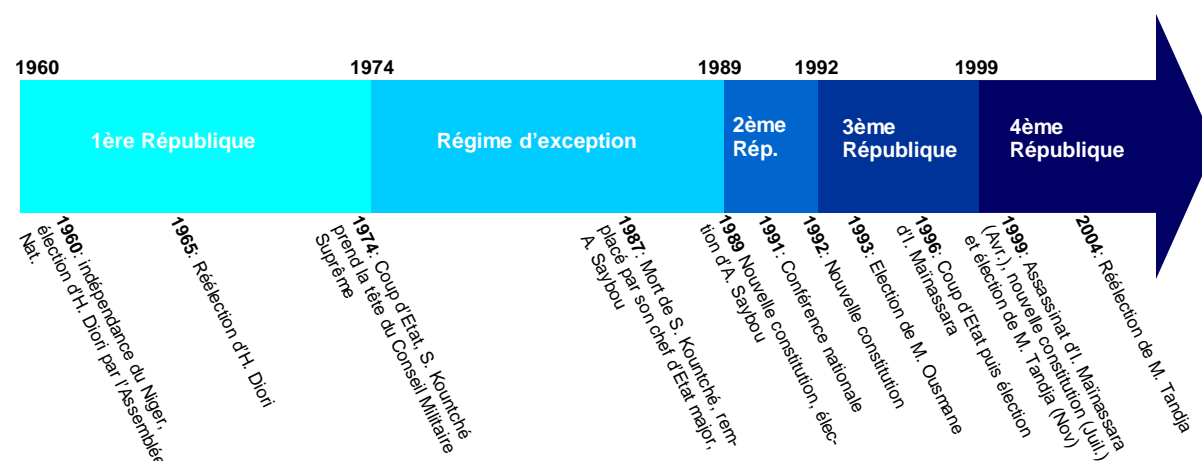 1960
1974
1989
1992
1999
1ère République
Régime d'exception
2ème
Rép.
3ème
République
4ème
République
1960: indépendance du Niger,
élection d'H. Diori par l'Assemblée
Nat.
1965: Réélection d'H. Diori
1974: Coup d'Etat, S. Kountché
prend la tête du Conseil Militaire
Suprême
1987: Mort de S. Kountché, rem-
placé par son chef d'Etat major,
A. Saybou
1989 Nouvelle constitution, élec-
tion d'A. Saybou
1991: Conférence nationale
1992: Nouvelle constitution
1993: Election de M. Ousmane
1996: Coup d'Etat puis élection
d'I. Maïnassara
1999: Assassinat d'I. Maïnassara
(Avr.), nouvelle constitution (Juil.)
et élection de M. Tandja (Nov)
2004: Réélection de M. Tandja